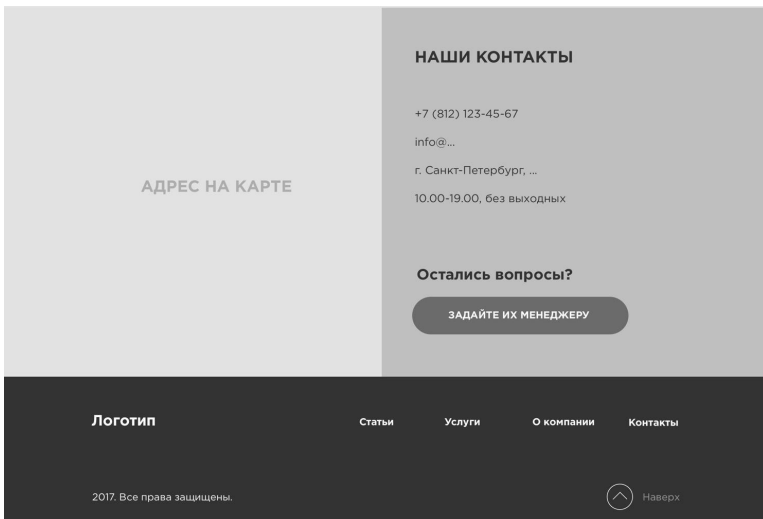 АДРЕС НА КАРТЕ
НАШИ КОНТАКТЫ
+7 (812) 123-45-67
info@...
г. Санкт-Петербург, ...
10.00-19.00, без выходных
Остались вопросы?
ЗАДАЙТЕ ИХ МЕНЕДЖЕРУ
Логотип Статьи Услуги О компании Контакты
2017. Все права защищены. Наверх